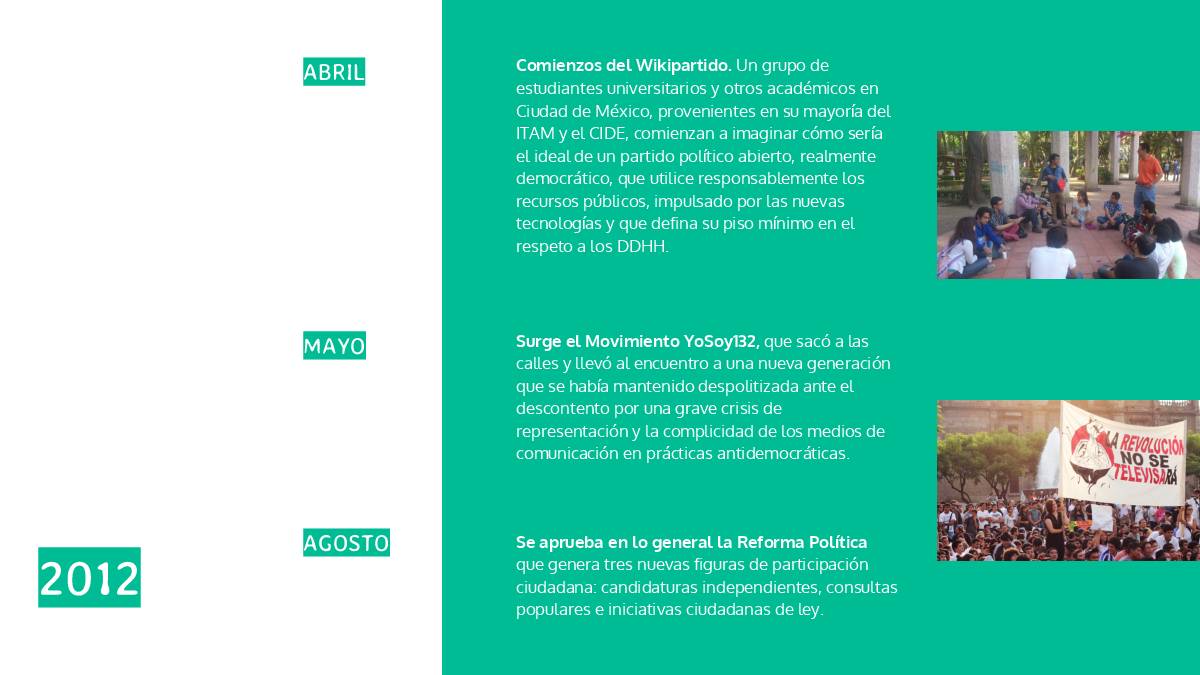 ABRIL
Comienzos del Wikipartido. Un grupo de
estudiantes universitarios y otros académicos en
Ciudad de México, provenientes en su mayoría del
ITAM y el CIDE, comienzan a imaginar cómo sería
el ideal de un partido político abierto, realmente
democrático, que utilice responsablemente los
recursos públicos, impulsado por las nuevas
tecnologías y que defina su piso mínimo en el
respeto a los DDHH.
MAYO
Surge el Movimiento YoSoy132, que sacó a las
calles y llevó al encuentro a una nueva generación
que se había mantenido despolitizada ante el
descontento por una grave crisis de
representación y la complicidad de los medios de
comunicación en prácticas antidemocráticas.
LA REVOLUCIÓN
NO SE
TELEVISARÁ
AGOSTO
Se aprueba en lo general la Reforma Política
que genera tres nuevas figuras de participación
ciudadana: candidaturas independientes, consultas
populares e iniciativas ciudadanas de ley.
2012